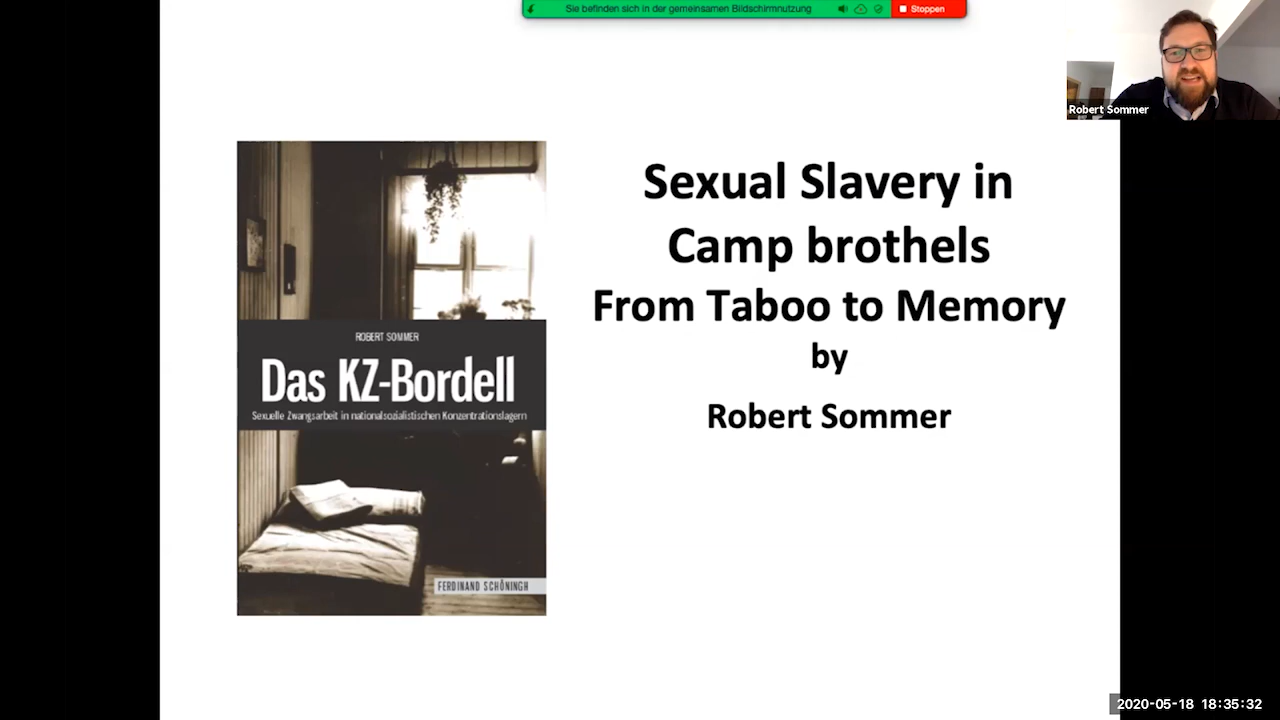 Sie befinden sich in der gemeinsamen Bildschirmnutzung
Stoppen
Robert Sommer
Sexual Slavery in
Camp brothels
From Taboo to Memory
by
Robert Sommer
ROBERT SOMMER
Das KZ-Bordell
Sexuelle Zwangsarbeit in nationalsozialistischen Konzentrationslagern
FERDINAND SCHÖNINGH
2020-05-18 18:35:32